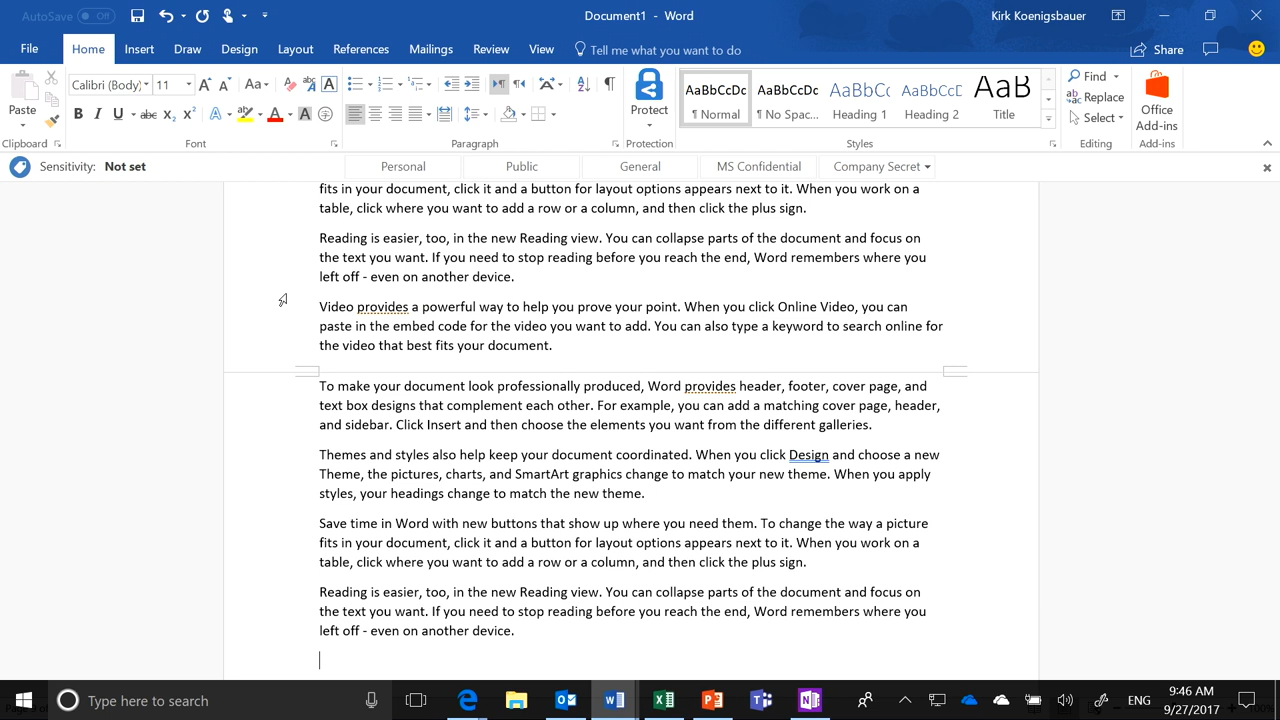 AutoSave Off
Document1 - Word
Kirk Koenigsbauer
File Home Insert Draw Design Layout References Mailings Review View Tell me what you want to do Share
Calibri (Body) 11 Aa A
Paste
B I U abc X₂ X² A A A
Clipboard Font Paragraph
Protect
Protection
AaBbCcDc AaBbCcDc AaBbCc AaBbCcE AaB
¶ Normal ¶ No Spac... Heading 1 Heading 2 Title
Styles
Find
Replace
Select
Editing
Office
Add-ins
Add-ins
Sensitivity: Not set Personal Public General MS Confidential Company Secret
fits in your document, click it and a button for layout options appears next to it. When you work on a
table, click where you want to add a row or a column, and then click the plus sign.
Reading is easier, too, in the new Reading view. You can collapse parts of the document and focus on
the text you want. If you need to stop reading before you reach the end, Word remembers where you
left off - even on another device.
Video provides a powerful way to help you prove your point. When you click Online Video, you can
paste in the embed code for the video you want to add. You can also type a keyword to search online for
the video that best fits your document.
To make your document look professionally produced, Word provides header, footer, cover page, and
text box designs that complement each other. For example, you can add a matching cover page, header,
and sidebar. Click Insert and then choose the elements you want from the different galleries.
Themes and styles also help keep your document coordinated. When you click Design and choose a new
Theme, the pictures, charts, and SmartArt graphics change to match your new theme. When you apply
styles, your headings change to match the new theme.
Save time in Word with new buttons that show up where you need them. To change the way a picture
fits in your document, click it and a button for layout options appears next to it. When you work on a
table, click where you want to add a row or a column, and then click the plus sign.
Reading is easier, too, in the new Reading view. You can collapse parts of the document and focus on
the text you want. If you need to stop reading before you reach the end, Word remembers where you
left off - even on another device.
Type here to search
ENG
9:46 AM
9/27/2017